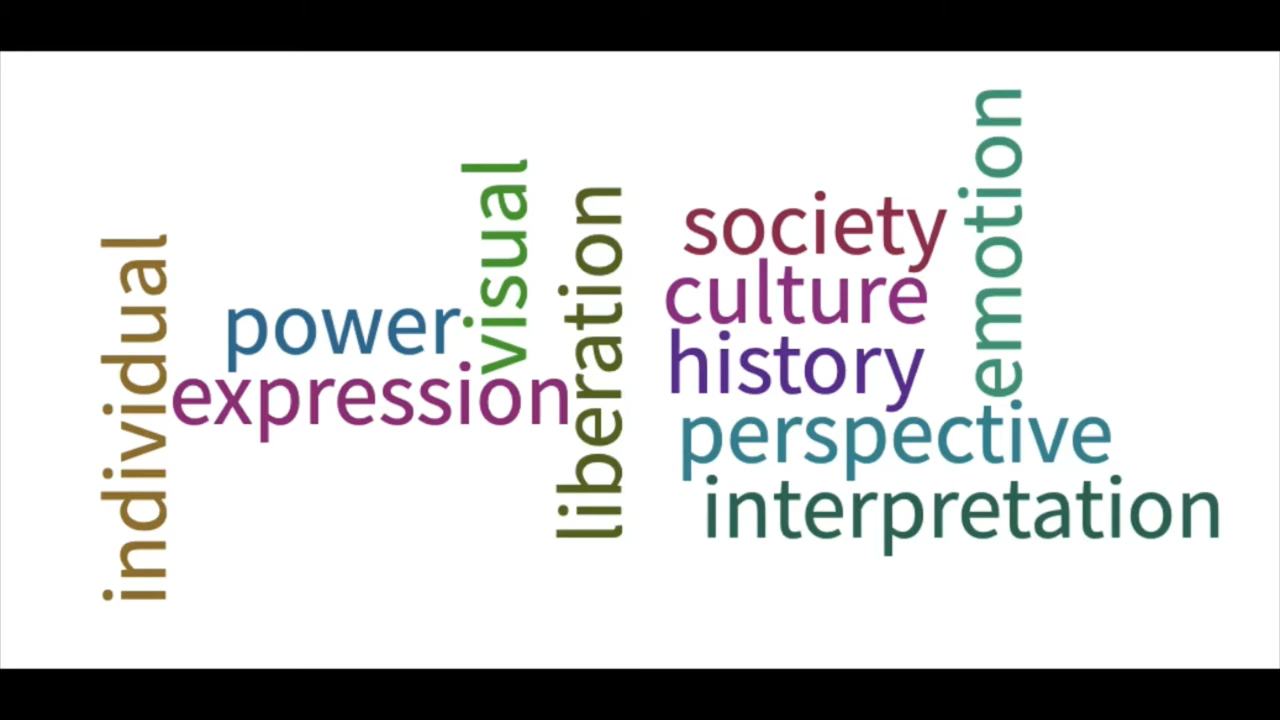 individual
power
expression
visual
liberation
society
culture
history
emotion
perspective
interpretation